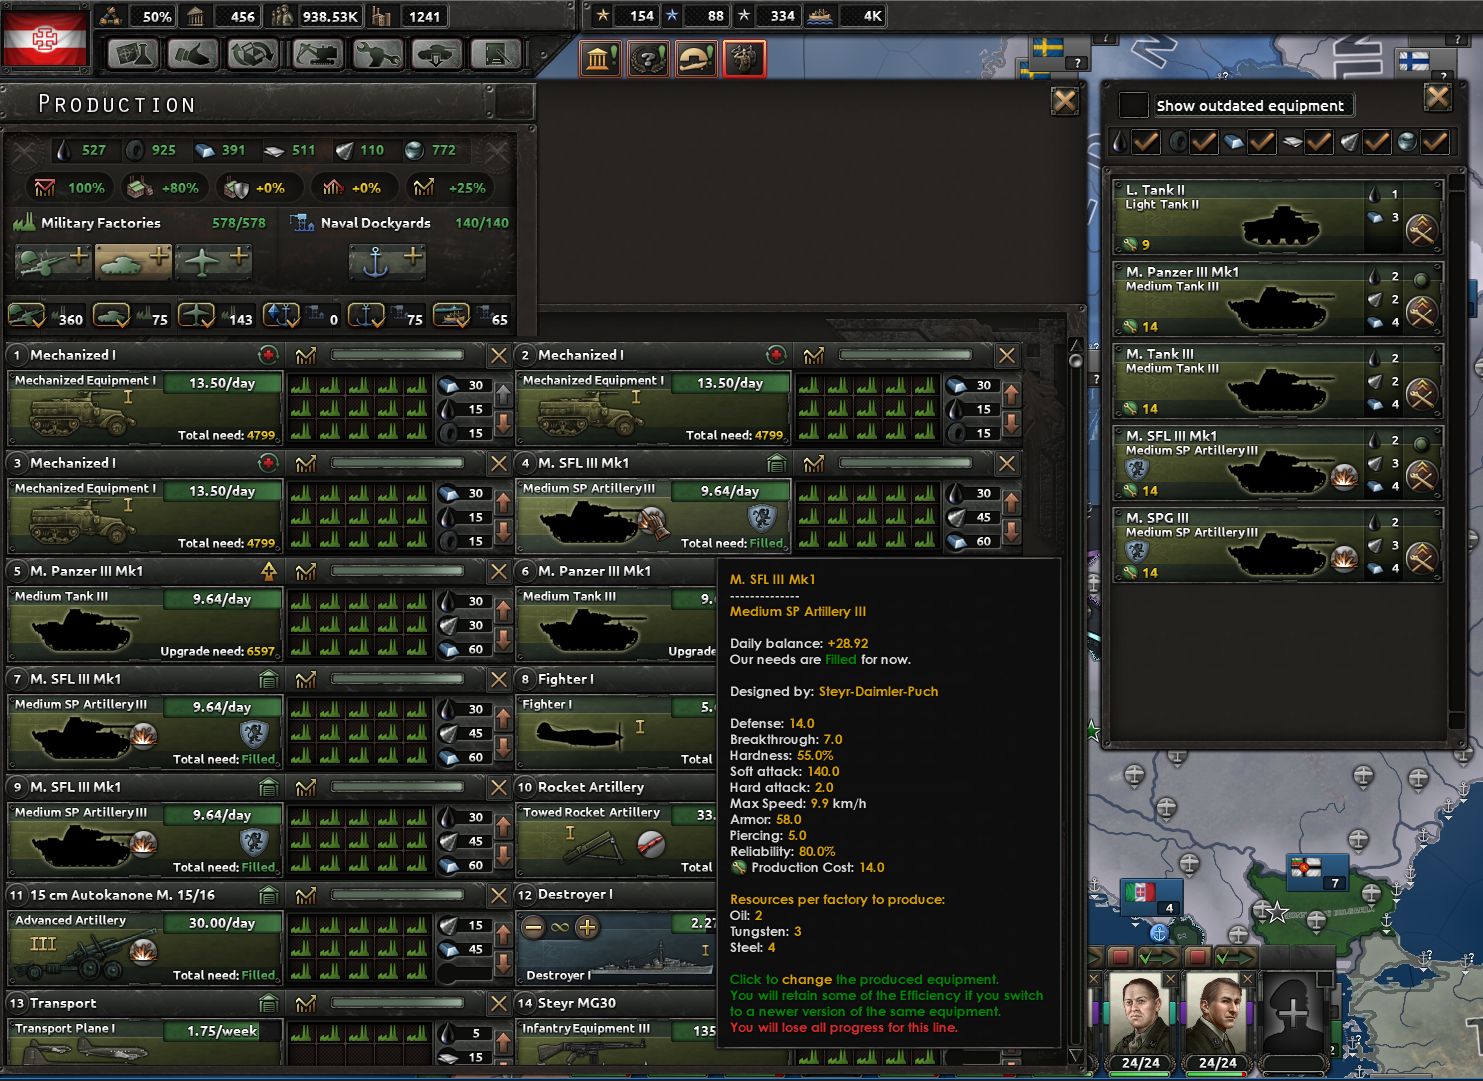 50% 456 938.53K 1241 154 88 334 4K
PRODUCTION
527 925 391 511 110 772
100% +80% +0% +0% +25%
Military Factories 578/578 Naval Dockyards 140/140
360 75 143 0 75 65
1 Mechanized I
Mechanized Equipment I 13.50/day
I
Total need: 4799
30
15
15
2 Mechanized I
Mechanized Equipment I 13.50/day
I
Total need: 4799
30
15
15
3 Mechanized I
Mechanized Equipment I 13.50/day
I
Total need: 4799
30
15
15
4 M. SFL III Mk1
Medium SP Artillery III 9.64/day
Total need: Filled
30
45
60
5 M. Panzer III Mk1
Medium Tank III 9.64/day
Upgrade need: 6597
30
30
60
6 M. Panzer III Mk1
Medium Tank III 9.
Upgrade
7 M. SFL III Mk1
Medium SP Artillery III 9.64/day
Total need: Filled
30
45
60
8 Fighter I
Fighter I 5.
I
Total
9 M. SFL III Mk1
Medium SP Artillery III 9.64/day
Total need: Filled
30
45
60
10 Rocket Artillery
Towed Rocket Artillery 33.
I
Total
11 15 cm Autokanone M. 15/16
Advanced Artillery 30.00/day
III
Total need: Filled
15
45
12 Destroyer I
2.27
I
Destroyer I
13 Transport
Transport Plane I 1.75/week
5
15
14 Steyr MG30
Infantry Equipment III 135
M. SFL III Mk1
--------------
Medium SP Artillery III
Daily balance: +28.92
Our needs are Filled for now.
Designed by: Steyr-Daimler-Puch
Defense: 14.0
Breakthrough: 7.0
Hardness: 55.0%
Soft attack: 140.0
Hard attack: 2.0
Max Speed: 9.9 km/h
Armor: 58.0
Piercing: 5.0
Reliability: 80.0%
Production Cost: 14.0
Resources per factory to produce:
Oil: 2
Tungsten: 3
Steel: 4
Click to change the produced equipment.
You will retain some of the Efficiency if you switch
to a newer version of the same equipment.
You will lose all progress for this line.
Show outdated equipment
L. Tank II
Light Tank II
9
1
3
M. Panzer III Mk1
Medium Tank III
14
2
2
4
M. Tank III
Medium Tank III
14
2
2
4
M. SFL III Mk1
Medium SP Artillery III
14
2
3
4
M. SPG III
Medium SP Artillery III
14
2
3
4
7
4
24/24 24/24